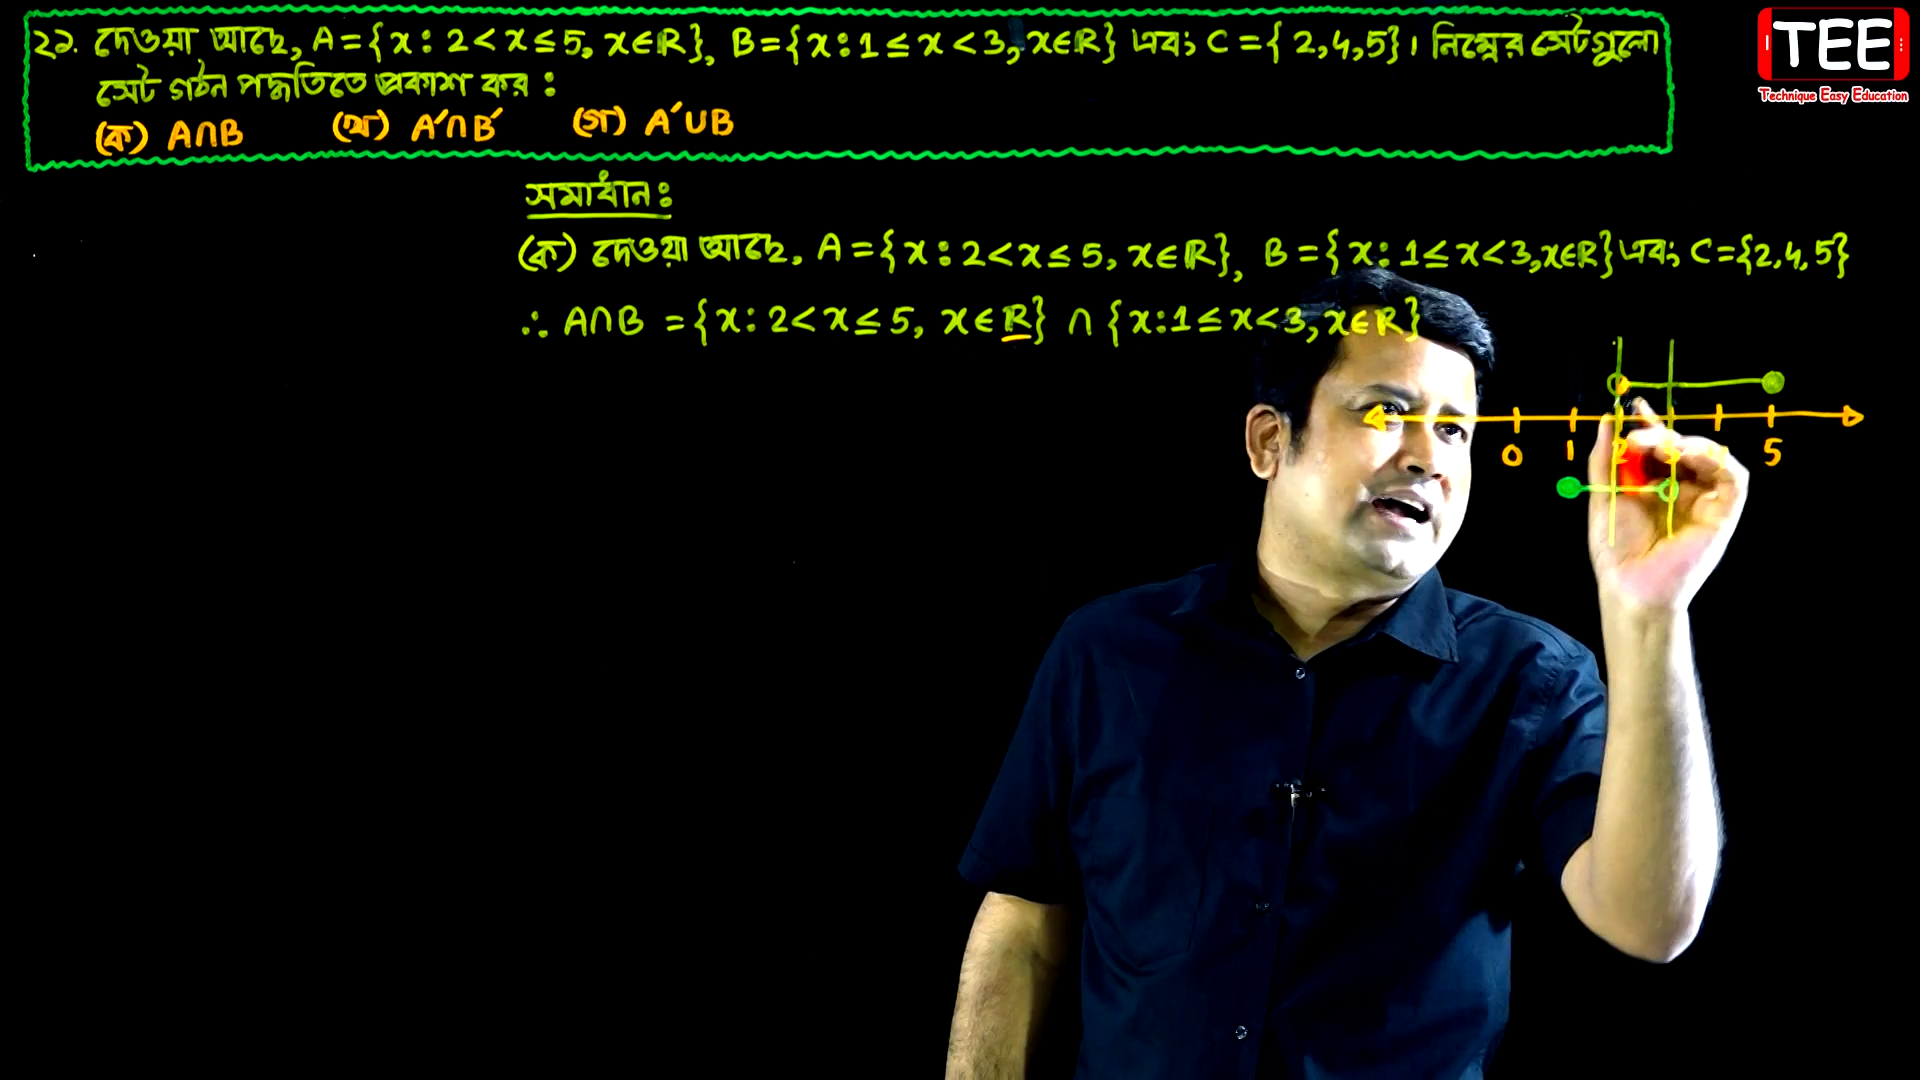 ২১. দেওয়া আছে, A={x: 2<x≤5, x∈ℝ}, B={x:1≤x<3, x∈ℝ} এবং C={2,4,5}। নিম্নের সেটগুলো
সেট গঠন পদ্ধতিতে প্রকাশ কর :
(ক) A∩B (খ) A′∩B′ (গ) A′∪B
TEE
Technique Easy Education
সমাধান:
(ক) দেওয়া আছে, A={x: 2<x≤5, x∈ℝ}, B={x: 1≤x<3, x∈ℝ} এবং C={2,4,5}
∴ A∩B = {x: 2<x≤5, x∈ℝ} ∩ {x:1≤x<3, x∈ℝ}
0 1 2 5